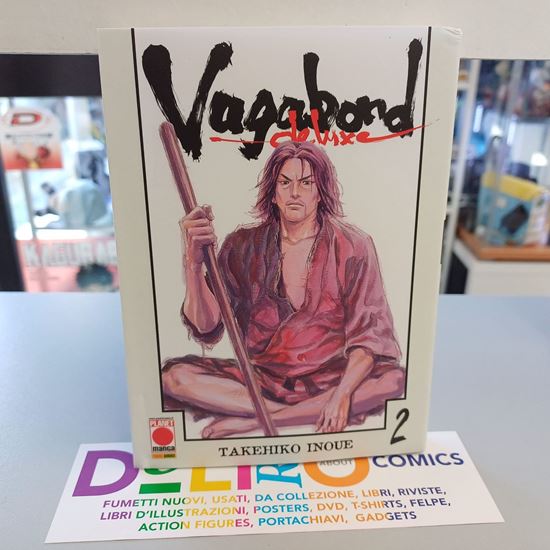 Vagabond
deluxe
PLANET
manga
TAKEHIKO INOUE
2
COMICS
ABOUT
FUMETTI NUOVI, USATI, DA COLLEZIONE, LIBRI, RIVISTE,
LIBRI D'ILLUSTRAZIONI, POSTERS, DVD, T-SHIRTS, FELPE,
ACTION FIGURES, PORTACHIAVI, GADGETS